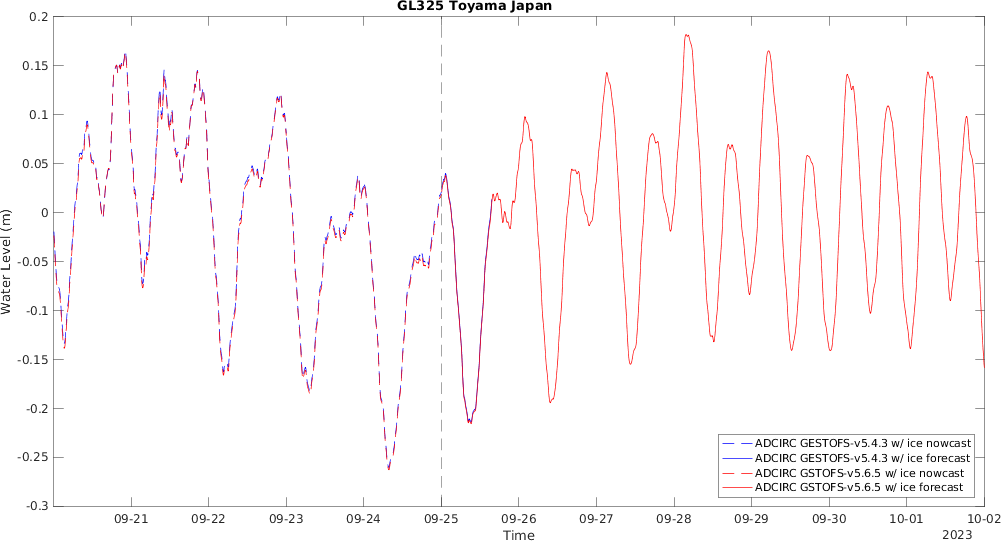 GL325 Toyama Japan
0.2
0.15
0.1
0.05
0
-0.05
-0.1
-0.15
-0.2
-0.25
-0.3
Water Level (m)
ADCIRC GESTOFS-v5.4.3 w/ ice nowcast
ADCIRC GESTOFS-v5.4.3 w/ ice forecast
ADCIRC GSTOFS-v5.6.5 w/ ice nowcast
ADCIRC GSTOFS-v5.6.5 w/ ice forecast
09-21 09-22 09-23 09-24 09-25 09-26 09-27 09-28 09-29 09-30 10-01 10-02
Time
2023